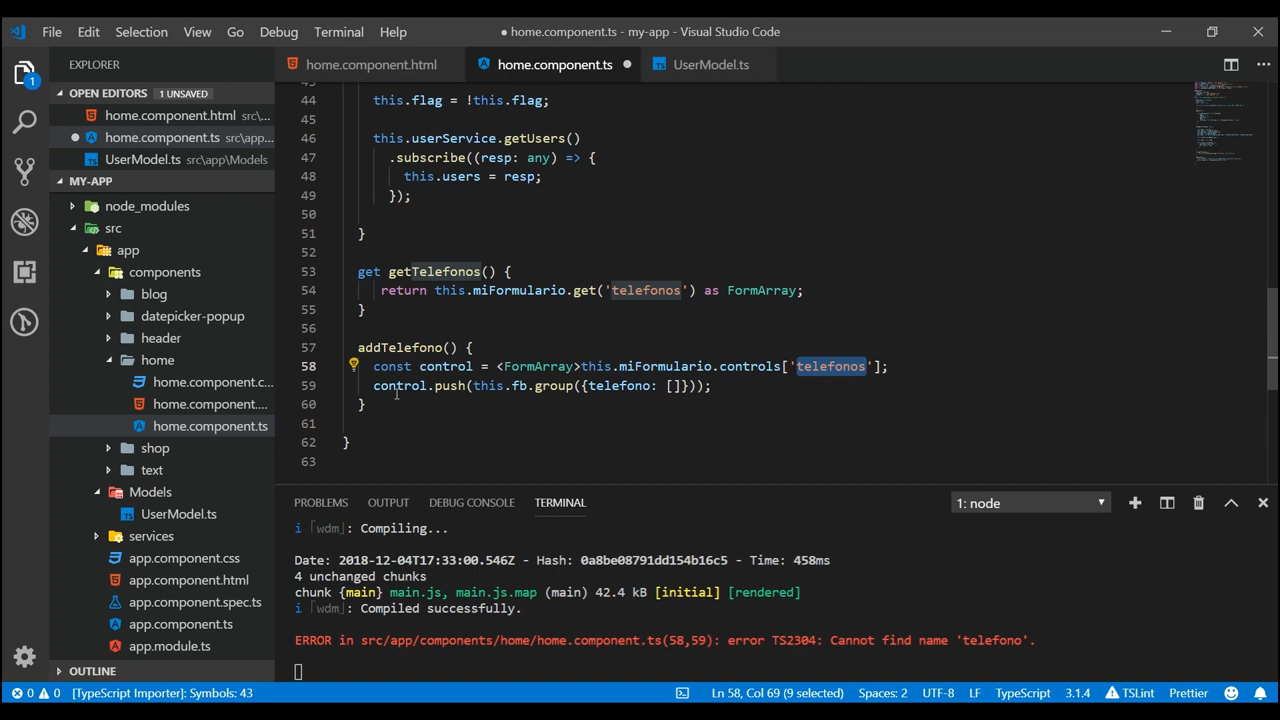 File Edit Selection View Go Debug Terminal Help
●home.component.ts - my-app - Visual Studio Code
EXPLORER
home.component.html
home.component.ts ●
UserModel.ts
OPEN EDITORS 1 UNSAVED
home.component.html src\...
● home.component.ts src\app...
UserModel.ts src\app\Models
MY-APP
node_modules
src
app
components
blog
datepicker-popup
header
home
home.component.c...
home.component....
home.component.ts
shop
text
Models
UserModel.ts
services
app.component.css
app.component.html
app.component.spec.ts
app.component.ts
app.module.ts
OUTLINE
1
44 this.flag = !this.flag;
45
46 this.userService.getUsers()
47 .subscribe((resp: any) => {
48 this.users = resp;
49 });
50
51 }
52
53 get getTelefonos() {
54 return this.miFormulario.get('telefonos') as FormArray;
55 }
56
57 addTelefono() {
58 const control = <FormArray>this.miFormulario.controls['telefonos'];
59 control.push(this.fb.group({telefono: []}));
60 }
61
62 }
63
PROBLEMS OUTPUT DEBUG CONSOLE TERMINAL
1: node
i ｢wdm｣: Compiling...
Date: 2018-12-04T17:33:00.546Z - Hash: 0a8be08791dd154b16c5 - Time: 458ms
4 unchanged chunks
chunk {main} main.js, main.js.map (main) 42.4 kB [initial] [rendered]
i ｢wdm｣: Compiled successfully.
ERROR in src/app/components/home/home.component.ts(58,59): error TS2304: Cannot find name 'telefono'.
0 0 [TypeScript Importer]: Symbols: 43
Ln 58, Col 69 (9 selected) Spaces: 2 UTF-8 LF TypeScript 3.1.4 TSLint Prettier